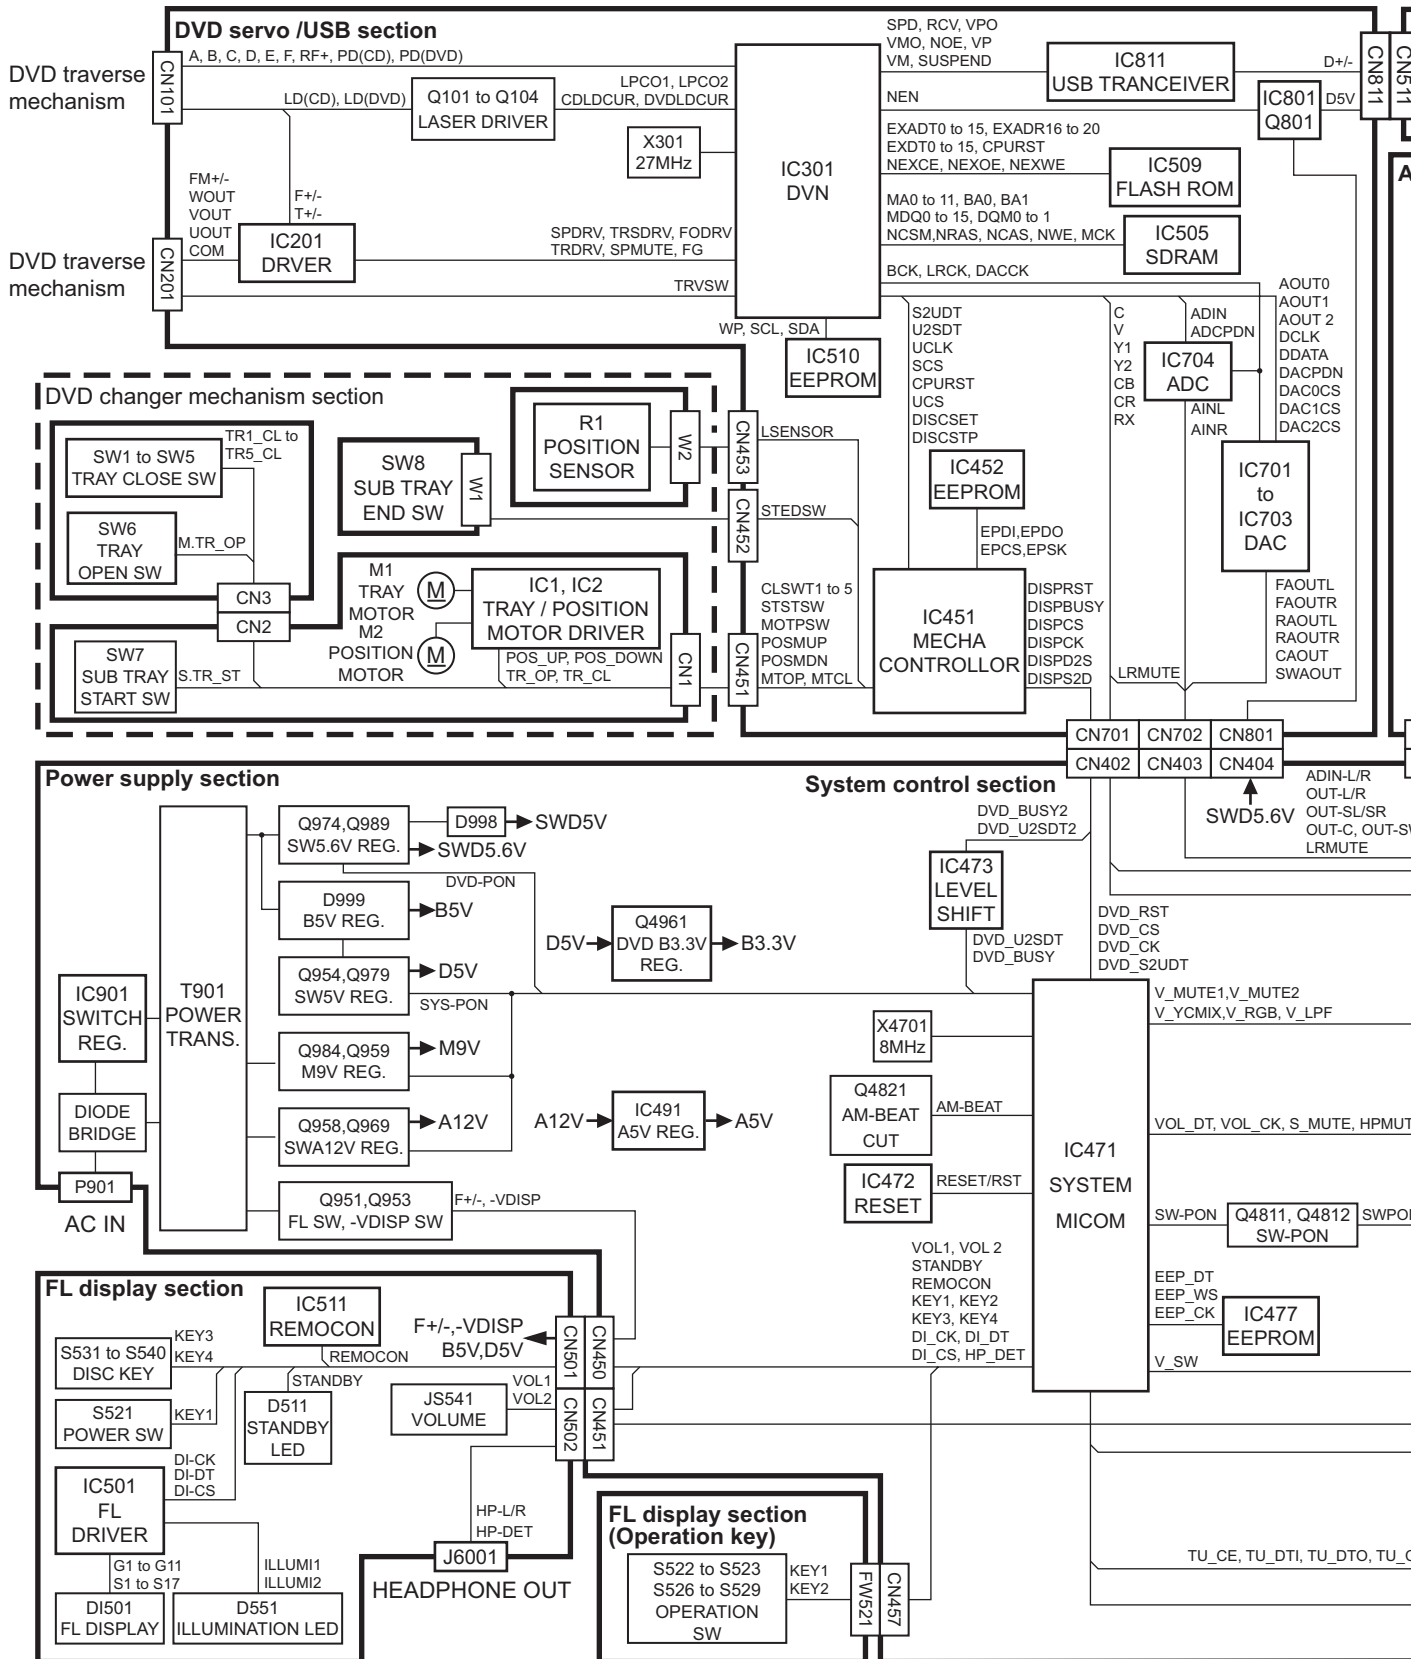 DVD servo /USB section
A, B, C, D, E, F, RF+, PD(CD), PD(DVD)
DVD traverse
mechanism
CN101
LD(CD), LD(DVD)
Q101 to Q104
LASER DRIVER
LPCO1, LPCO2
CDLDCUR, DVDLDCUR
X301
27MHz
IC301
DVN
SPD, RCV, VPO
VMO, NOE, VP
VM, SUSPEND
IC811
USB TRANCEIVER
D+/-
CN811
CN511
NEN
IC801
Q801
D5V
EXADT0 to 15, EXADR16 to 20
EXDT0 to 15, CPURST
NEXCE, NEXOE, NEXWE
IC509
FLASH ROM
A
MA0 to 11, BA0, BA1
MDQ0 to 15, DQM0 to 1
NCSM,NRAS, NCAS, NWE, MCK
IC505
SDRAM
FM+/-
WOUT
VOUT
UOUT
COM
F+/-
T+/-
IC201
DRVER
SPDRV, TRSDRV, FODRV
TRDRV, SPMUTE, FG
DVD traverse
mechanism
CN201
TRVSW
BCK, LRCK, DACCK
WP, SCL, SDA
IC510
EEPROM
S2UDT
U2SDT
UCLK
SCS
CPURST
UCS
DISCSET
DISCSTP
C
V
Y1
Y2
CB
CR
RX
ADIN
ADCPDN
IC704
ADC
AINL
AINR
AOUT0
AOUT1
AOUT 2
DCLK
DDATA
DACPDN
DAC0CS
DAC1CS
DAC2CS
IC701
to
IC703
DAC
DVD changer mechanism section
SW1 to SW5
TRAY CLOSE SW
TR1_CL to
TR5_CL
SW6
TRAY
OPEN SW
M.TR_OP
CN3
CN2
SW8
SUB TRAY
END SW
W1
R1
POSITION
SENSOR
W2
CN453
LSENSOR
CN452
STEDSW
IC452
EEPROM
EPDI,EPDO
EPCS,EPSK
M1
TRAY
MOTOR
M
M2
POSITION
MOTOR
M
IC1, IC2
TRAY / POSITION
MOTOR DRIVER
POS_UP, POS_DOWN
TR_OP, TR_CL
SW7
SUB TRAY
START SW
S.TR_ST
CN1
CN451
CLSWT1 to 5
STSTSW
MOTPSW
POSMUP
POSMDN
MTOP, MTCL
IC451
MECHA
CONTROLLOR
DISPRST
DISPBUSY
DISPCS
DISPCK
DISPD2S
DISPS2D
LRMUTE
FAOUTL
FAOUTR
RAOUTL
RAOUTR
CAOUT
SWAOUT
CN701
CN702
CN801
CN402
CN403
CN404
Power supply section
System control section
SWD5.6V
ADIN-L/R
OUT-L/R
OUT-SL/SR
OUT-C, OUT-SW
LRMUTE
Q974,Q989
SW5.6V REG.
D998
SWD5V
SWD5.6V
DVD-PON
D999
B5V REG.
B5V
Q954,Q979
SW5V REG.
D5V
SYS-PON
Q984,Q959
M9V REG.
M9V
Q958,Q969
SWA12V REG.
A12V
Q951,Q953
FL SW, -VDISP SW
F+/-, -VDISP
IC901
SWITCH
REG.
T901
POWER
TRANS.
DIODE
BRIDGE
P901
AC IN
D5V
Q4961
DVD B3.3V
REG.
B3.3V
A12V
IC491
A5V REG.
A5V
DVD_BUSY2
DVD_U2SDT2
IC473
LEVEL
SHIFT
DVD_U2SDT
DVD_BUSY
DVD_RST
DVD_CS
DVD_CK
DVD_S2UDT
X4701
8MHz
Q4821
AM-BEAT
CUT
AM-BEAT
IC472
RESET
RESET/RST
IC471
SYSTEM
MICOM
V_MUTE1,V_MUTE2
V_YCMIX,V_RGB, V_LPF
VOL_DT, VOL_CK, S_MUTE, HPMUT
SW-PON
Q4811, Q4812
SW-PON
SWPO
EEP_DT
EEP_WS
EEP_CK
IC477
EEPROM
V_SW
VOL1, VOL 2
STANDBY
REMOCON
KEY1, KEY2
KEY3, KEY4
DI_CK, DI_DT
DI_CS, HP_DET
FL display section
IC511
REMOCON
F+/-,-VDISP
B5V,D5V
CN501
CN450
S531 to S540
DISC KEY
KEY3
KEY4
REMOCON
STANDBY
S521
POWER SW
KEY1
D511
STANDBY
LED
JS541
VOLUME
VOL1
VOL2
CN502
CN451
IC501
FL
DRIVER
DI-CK
DI-DT
DI-CS
G1 to G11
S1 to S17
ILLUMI1
ILLUMI2
DI501
FL DISPLAY
D551
ILLUMINATION LED
HP-L/R
HP-DET
J6001
HEADPHONE OUT
FL display section
(Operation key)
S522 to S523
S526 to S529
OPERATION
SW
KEY1
KEY2
FW521
CN457
TU_CE, TU_DTI, TU_DTO, TU_C